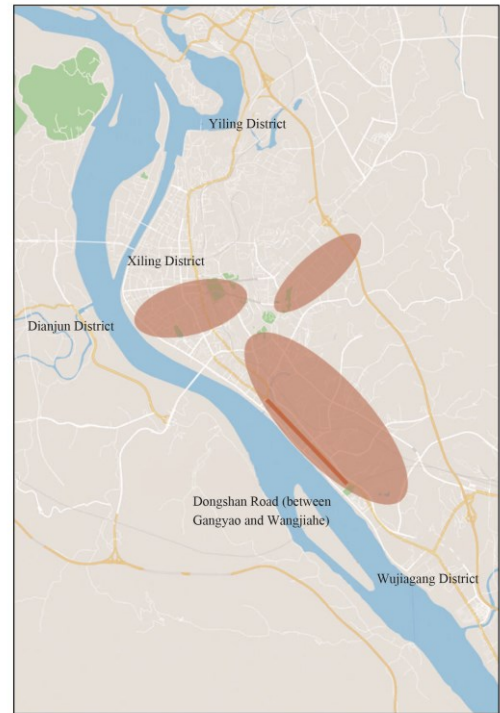 Yiling District
Xiling District
Dianjun District
Dongshan Road (between
Gangyao and Wangjiahe)
Wujiagang District